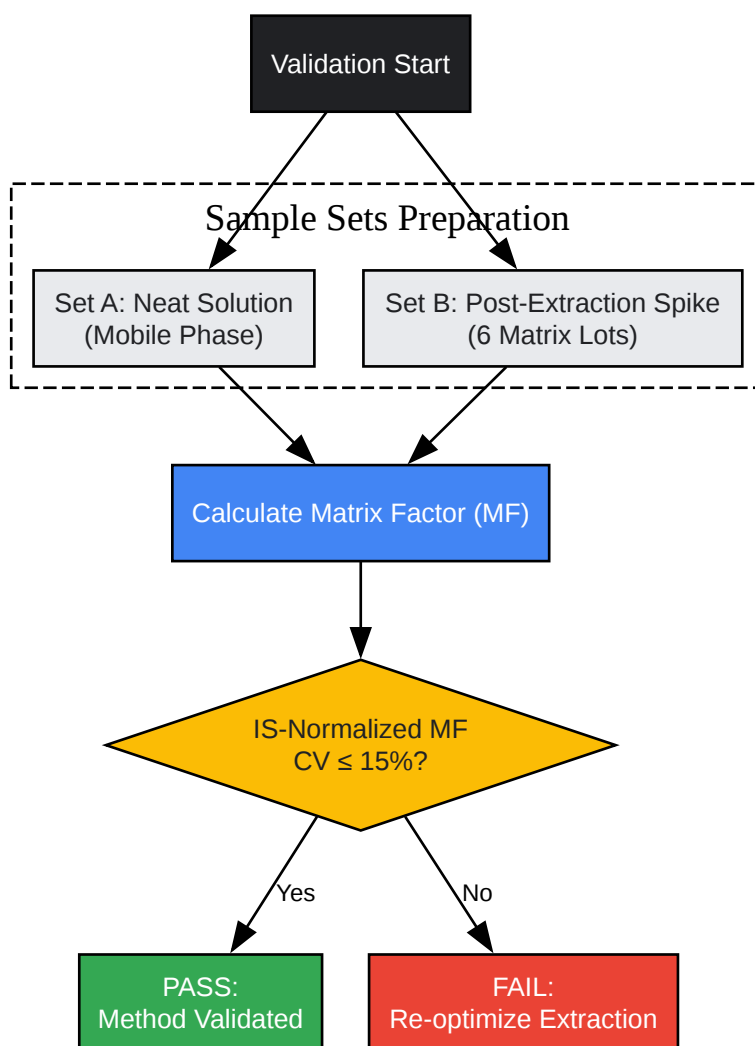 Validation Start
Sample Sets Preparation
Set A: Neat Solution
(Mobile Phase)
Set B: Post-Extraction Spike
(6 Matrix Lots)
Calculate Matrix Factor (MF)
IS-Normalized MF
CV ≤ 15%?
Yes
No
PASS:
Method Validated
FAIL:
Re-optimize Extraction